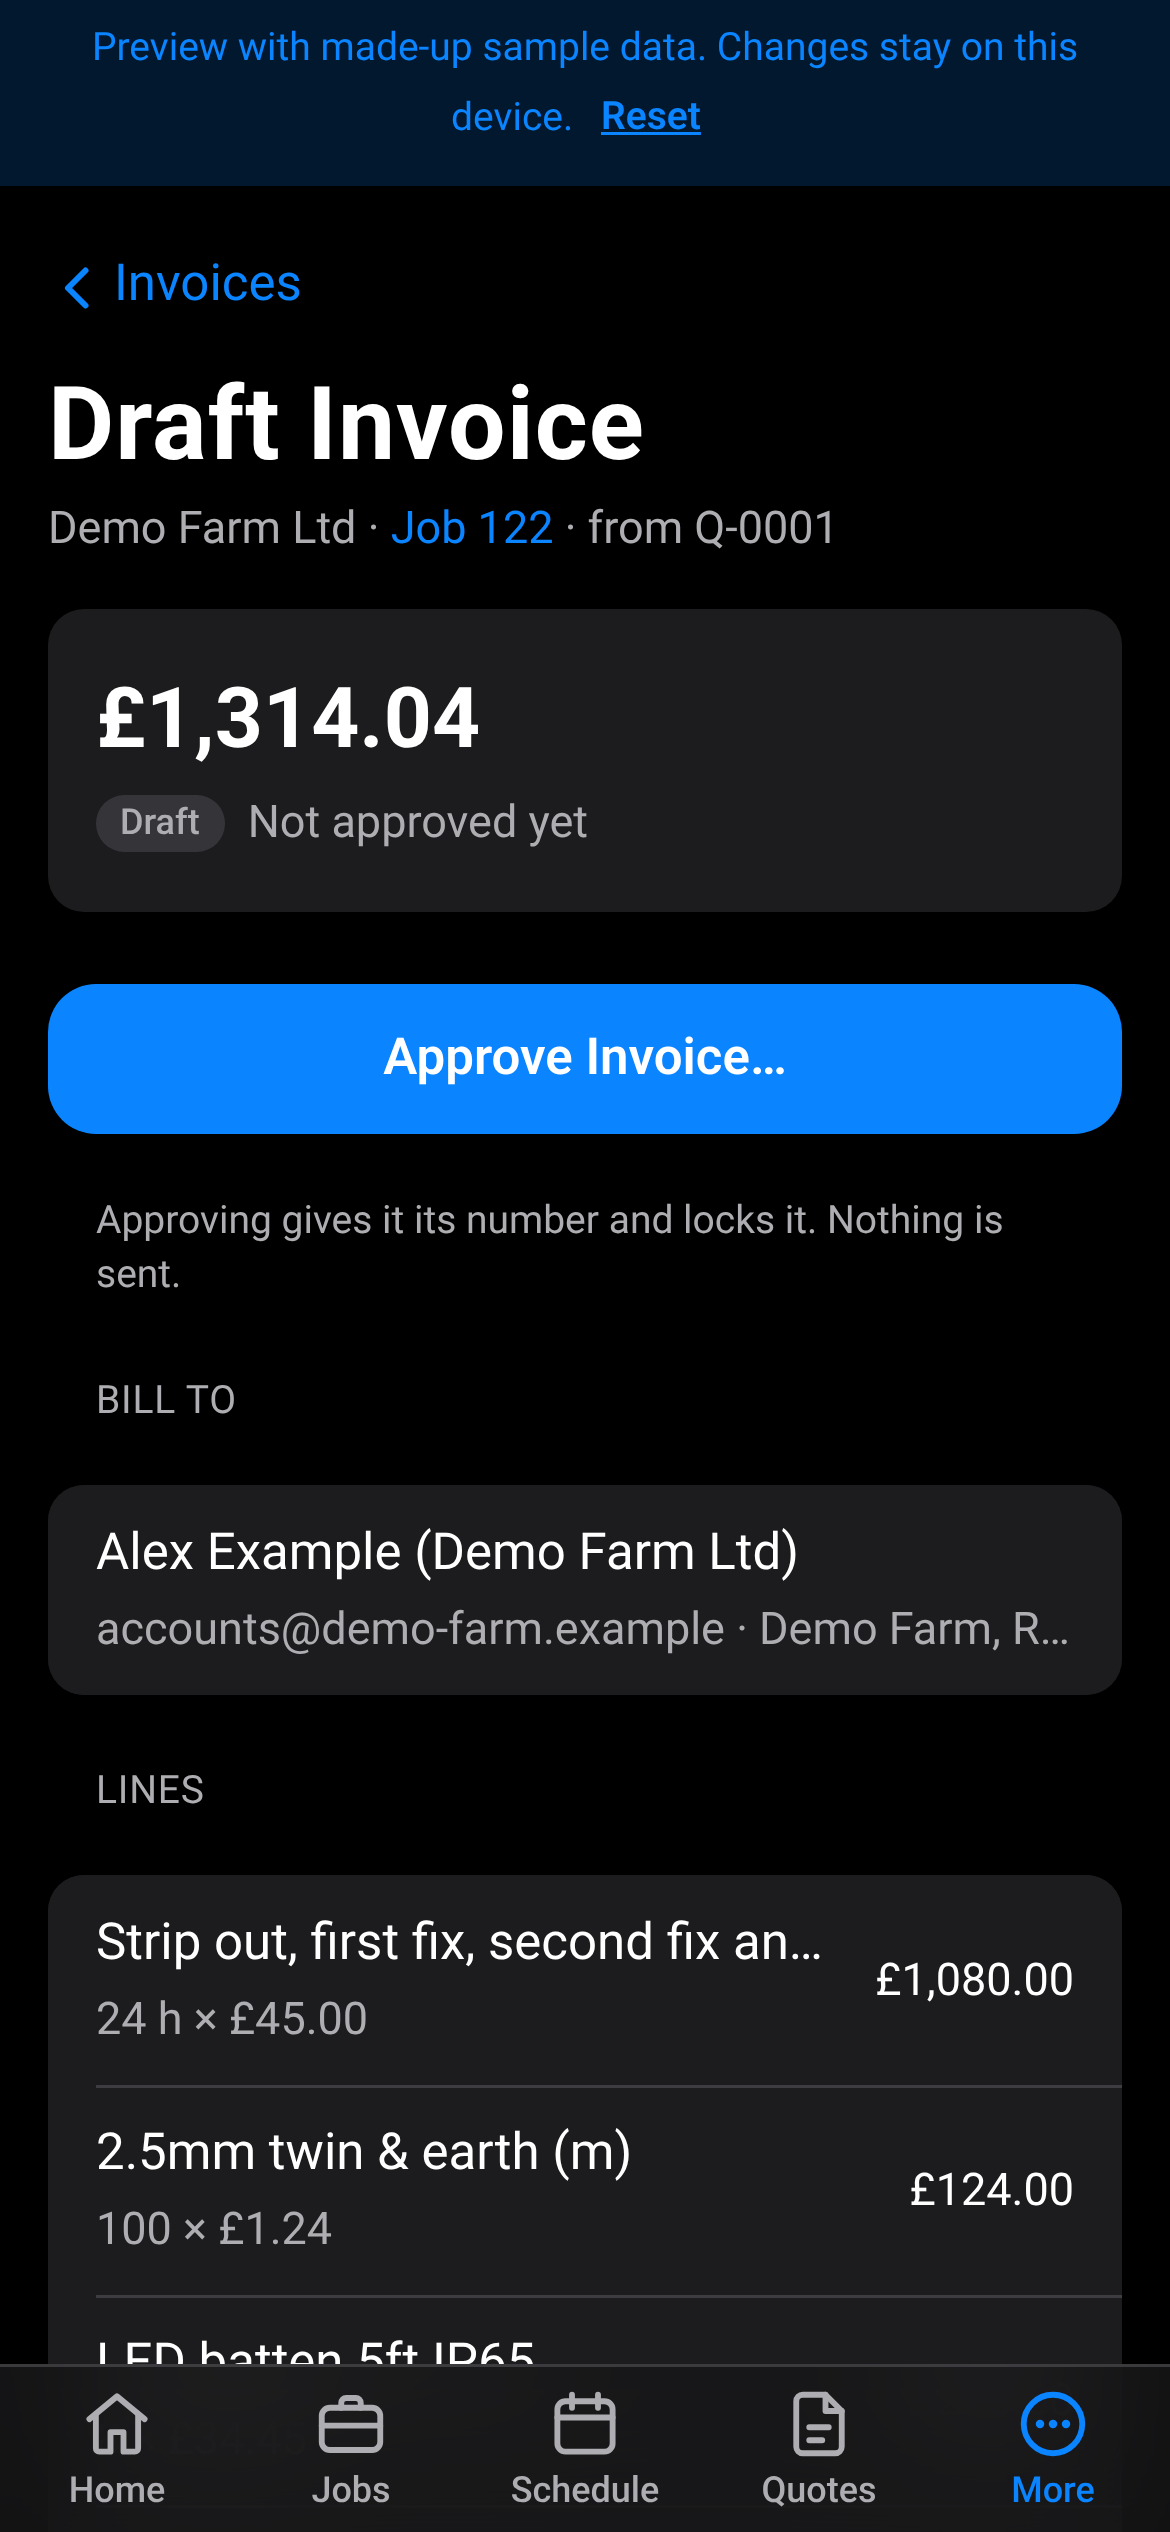 Preview with made-up sample data. Changes stay on this
device. Reset
Invoices
Draft Invoice
Demo Farm Ltd · Job 122 · from Q-0001
£1,314.04
Draft Not approved yet
Approve Invoice...
Approving gives it its number and locks it. Nothing is
sent.
BILL TO
Alex Example (Demo Farm Ltd)
accounts@demo-farm.example · Demo Farm, R...
LINES
Strip out, first fix, second fix an...
£1,080.00
24 h × £45.00
2.5mm twin & earth (m)
£124.00
100 × £1.24
LED batten 5ft IP65
Home
Jobs
Schedule
Quotes
More